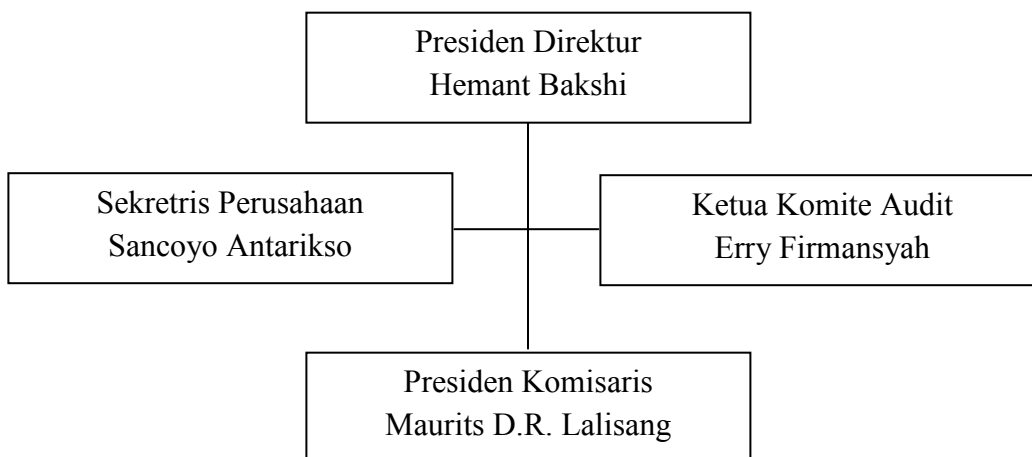 Presiden Direktur
Hemant Bakshi
Sekretris Perusahaan
Sancoyo Antarikso
Ketua Komite Audit
Erry Firmansyah
Presiden Komisaris
Maurits D.R. Lalisang